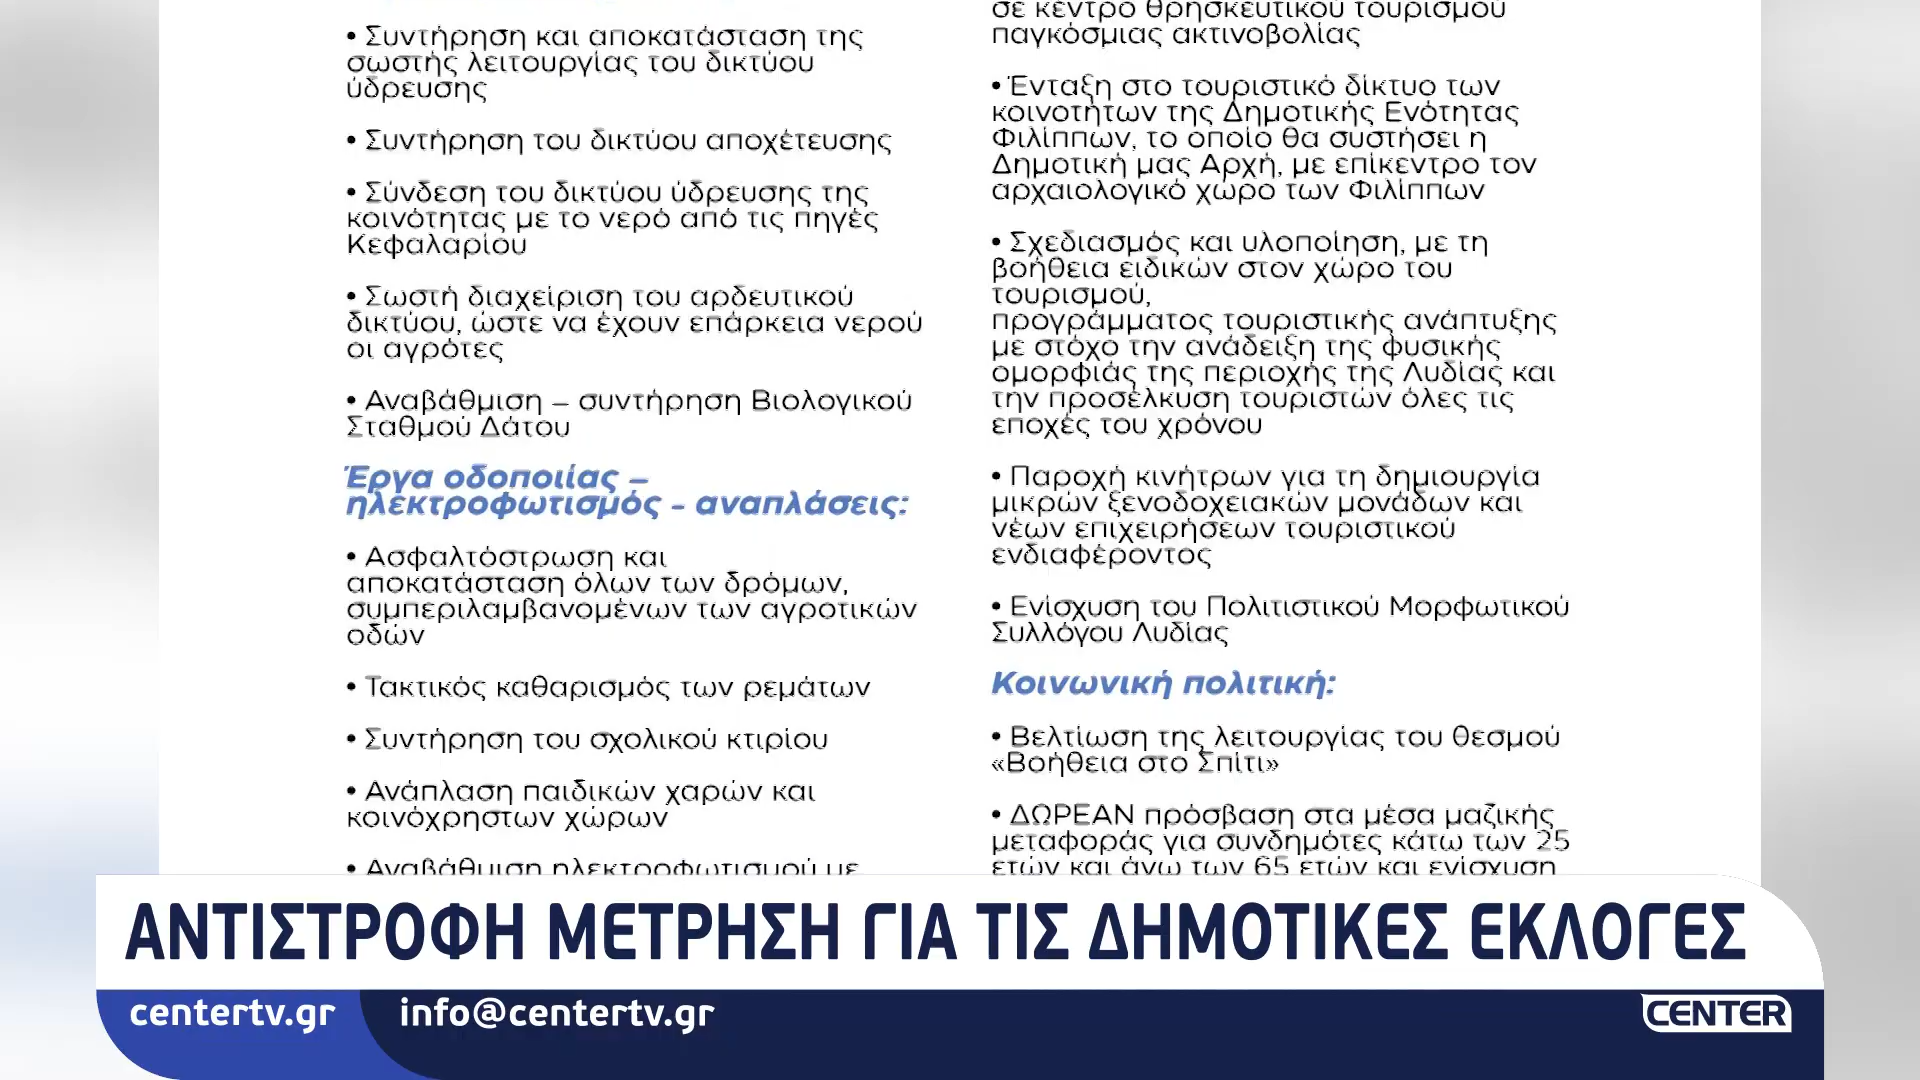 • Συντήρηση και αποκατάσταση της
σωστής λειτουργίας του δικτύου
ύδρευσης
• Συντήρηση του δικτύου αποχέτευσης
• Σύνδεση του δικτύου ύδρευσης της
κοινότητας με το νερό από τις πηγές
Κεφαλαρίου
• Σωστή διαχείριση του αρδευτικού
δικτύου, ώστε να έχουν επάρκεια νερού
οι αγρότες
• Αναβάθμιση – συντήρηση Βιολογικού
Σταθμού Δάτου
Έργα οδοποιίας –
ηλεκτροφωτισμός - αναπλάσεις:
• Ασφαλτόστρωση και
αποκατάσταση όλων των δρόμων,
συμπεριλαμβανομένων των αγροτικών
οδών
• Τακτικός καθαρισμός των ρεμάτων
• Συντήρηση του σχολικού κτιρίου
• Ανάπλαση παιδικών χαρών και
κοινόχρηστων χώρων
• Αναβάθμιση ηλεκτροφωτισμού με
σε κέντρο θρησκευτικού τουρισμού
παγκόσμιας ακτινοβολίας
• Ένταξη στο τουριστικό δίκτυο των
κοινοτήτων της Δημοτικής Ενότητας
Φιλίππων, το οποίο θα συστήσει η
Δημοτική μας Αρχή, με επίκεντρο τον
αρχαιολογικό χώρο των Φιλίππων
• Σχεδιασμός και υλοποίηση, με τη
βοήθεια ειδικών στον χώρο του
τουρισμού,
προγράμματος τουριστικής ανάπτυξης
με στόχο την ανάδειξη της φυσικής
ομορφιάς της περιοχής της Λυδίας και
την προσέλκυση τουριστών όλες τις
εποχές του χρόνου
• Παροχή κινήτρων για τη δημιουργία
μικρών ξενοδοχειακών μονάδων και
νέων επιχειρήσεων τουριστικού
ενδιαφέροντος
• Ενίσχυση του Πολιτιστικού Μορφωτικού
Συλλόγου Λυδίας
Κοινωνική πολιτική:
• Βελτίωση της λειτουργίας του θεσμού
«Βοήθεια στο Σπίτι»
• ΔΩΡΕΑΝ πρόσβαση στα μέσα μαζικής
μεταφοράς για συνδημότες κάτω των 25
ετών και άνω των 65 ετών και ενίσχυση
ΑΝΤΙΣΤΡΟΦΗ ΜΕΤΡΗΣΗ ΓΙΑ ΤΙΣ ΔΗΜΟΤΙΚΕΣ ΕΚΛΟΓΕΣ
centertv.gr
info@centertv.gr
CENTER